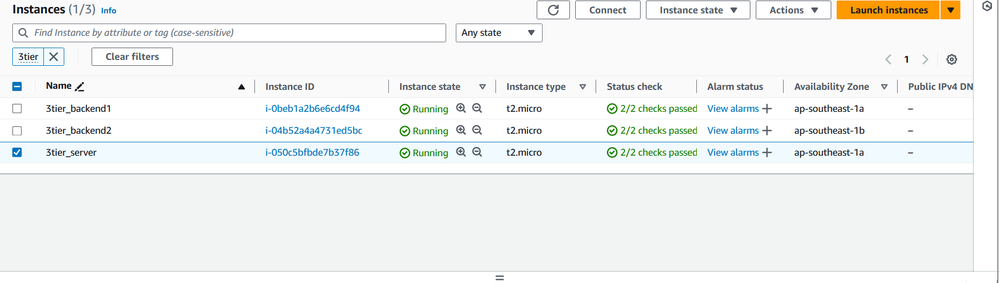 Instances (1/3) Info
Connect
Instance state
Actions
Launch instances
Find Instance by attribute or tag (case-sensitive)
Any state
3tier
Clear filters
1
Name Instance ID Instance state Instance type Status check Alarm status Availability Zone Public IPv4 DN
3tier_backend1 i-0beb1a2b6e6cd4f94 Running t2.micro 2/2 checks passed View alarms + ap-southeast-1a –
3tier_backend2 i-04b52a4a4731ed5bc Running t2.micro 2/2 checks passed View alarms + ap-southeast-1b –
3tier_server i-050c5bfbde7b37f86 Running t2.micro 2/2 checks passed View alarms + ap-southeast-1a –